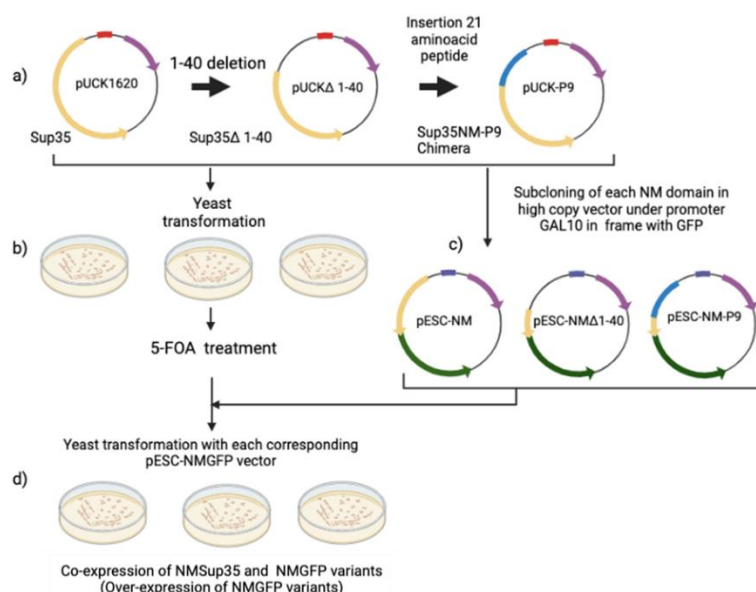 a)
pUCK1620
Sup35
1-40 deletion
pUCKΔ 1-40
Sup35Δ 1-40
Insertion 21
aminoacid
peptide
pUCK-P9
Sup35NM-P9
Chimera
Yeast
transformation
b)
5-FOA treatment
Subcloning of each NM domain in
high copy vector under promoter
GAL10 in frame with GFP
c)
pESC-NM
pESC-NMΔ1-40
pESC-NM-P9
Yeast transformation with each corresponding
pESC-NMGFP vector
d)
Co-expression of NMSup35 and NMGFP variants
(Over-expression of NMGFP variants)